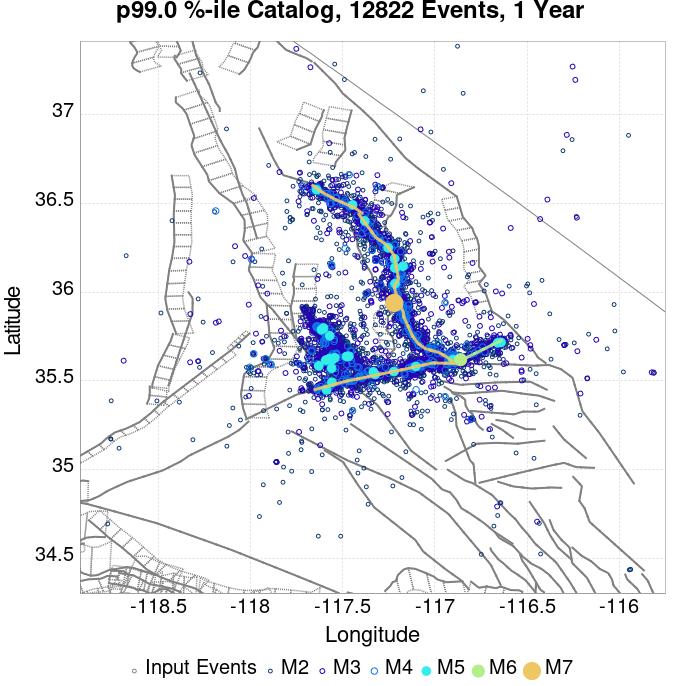 p99.0 %-ile Catalog, 12822 Events, 1 Year
37
36.5
36
35.5
35
34.5
Latitude
-118.5 -118 -117.5 -117 -116.5 -116
Longitude
Input Events M2 M3 M4 M5 M6 M7